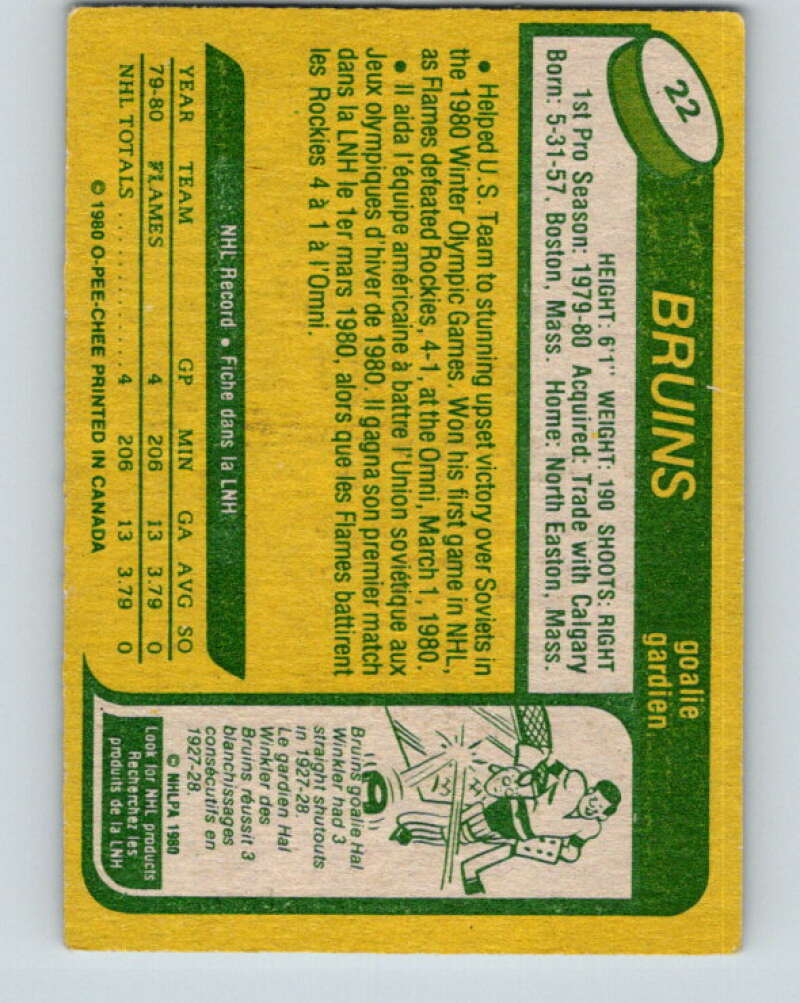 22
BRUINS
goalie
gardien
HEIGHT: 6'1" WEIGHT: 190 SHOOTS: RIGHT
1st Pro Season: 1979-80 Acquired: Trade with Calgary
Born: 5-31-57, Boston, Mass. Home: North Easton, Mass.
• Helped U.S. Team to stunning upset victory over Soviets in
the 1980 Winter Olympic Games. Won his first game in NHL,
as Flames defeated Rockies, 4-1, at the Omni, March 1, 1980.
• Il aida l'équipe américaine à battre l'Union soviétique aux
Jeux olympiques d'hiver de 1980. Il gagna son premier match
dans la LNH le 1er mars 1980, alors que les Flames battirent
les Rockies 4 à 1 à l'Omni.
NHL Record • Fiche dans la LNH
YEAR TEAM GP MIN GA AVG SO
79-80 FLAMES 4 206 13 3.79 0
NHL TOTALS .......... 4 206 13 3.79 0
© 1980 O-PEE-CHEE PRINTED IN CANADA
Bruins goalie Hal
Winkler had 3
straight shutouts
in 1927-28.
Le gardien Hal
Winkler des
Bruins réussit 3
blanchissages
consécutifs en
1927-28.
© NHLPA 1980
Look for NHL products
Recherchez les
produits de la LNH